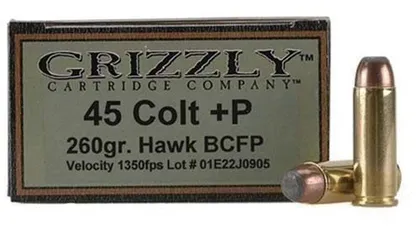 GRIZZLY™
CARTRIDGE COMPANY™
45 Colt +P
260gr. Hawk BCFP
Velocity 1350fps Lot # 01E22J0905